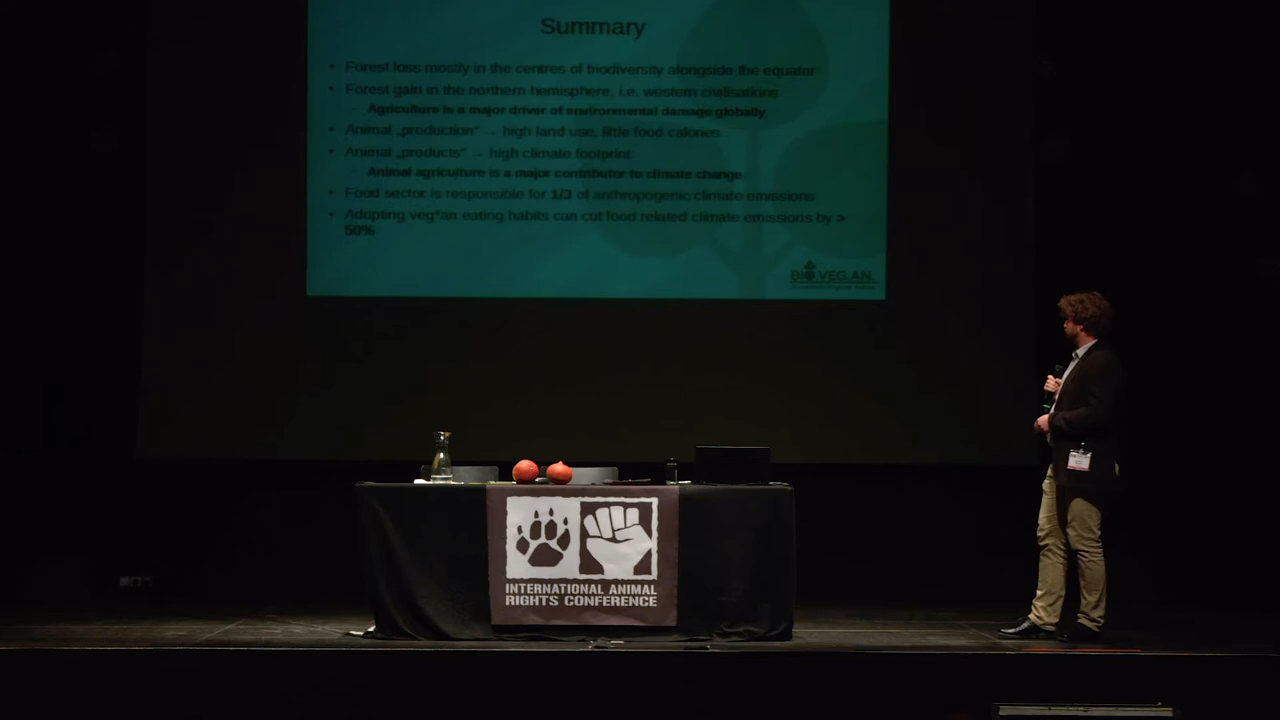 Summary
• Forest loss mostly in the centres of biodiversity alongside the equator
• Forest gain in the northern hemisphere, i.e. western civilisations
Agriculture is a major driver of environmental damage globally
• Animal „production“ → high land use, little food calories
• Animal „products“ → high climate footprint
Animal agriculture is a major contributor to climate change
• Food sector is responsible for 1/3 of anthropogenic climate emissions
• Adopting veg*an eating habits can cut food related climate emissions by >
50%
BIO.VEG.AN.
INTERNATIONAL ANIMAL
RIGHTS CONFERENCE